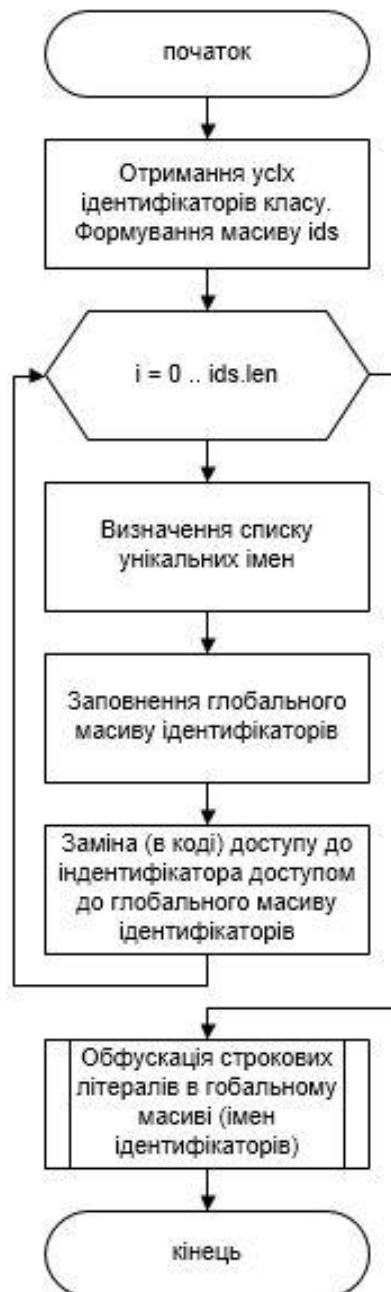 початок
Отримання усІх
ідентифікаторів класу.
Формування масиву ids
i = 0 .. ids.len
Визначення списку
унікальних імен
Заповнення глобального
масиву ідентифікаторів
Заміна (в коді) доступу до
індентифікатора доступом
до глобального масиву
ідентифікаторів
Обфускація строкових
літералів в гобальному
масиві (імен
ідентифікаторів)
кінець